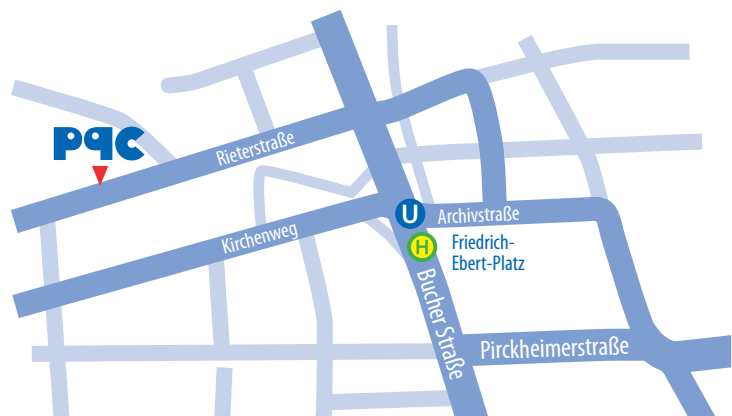 pqc
Rieterstraße
Kirchenweg
U
Archivstraße
H
Friedrich-
Ebert-Platz
Bucher Straße
Pirckheimerstraße